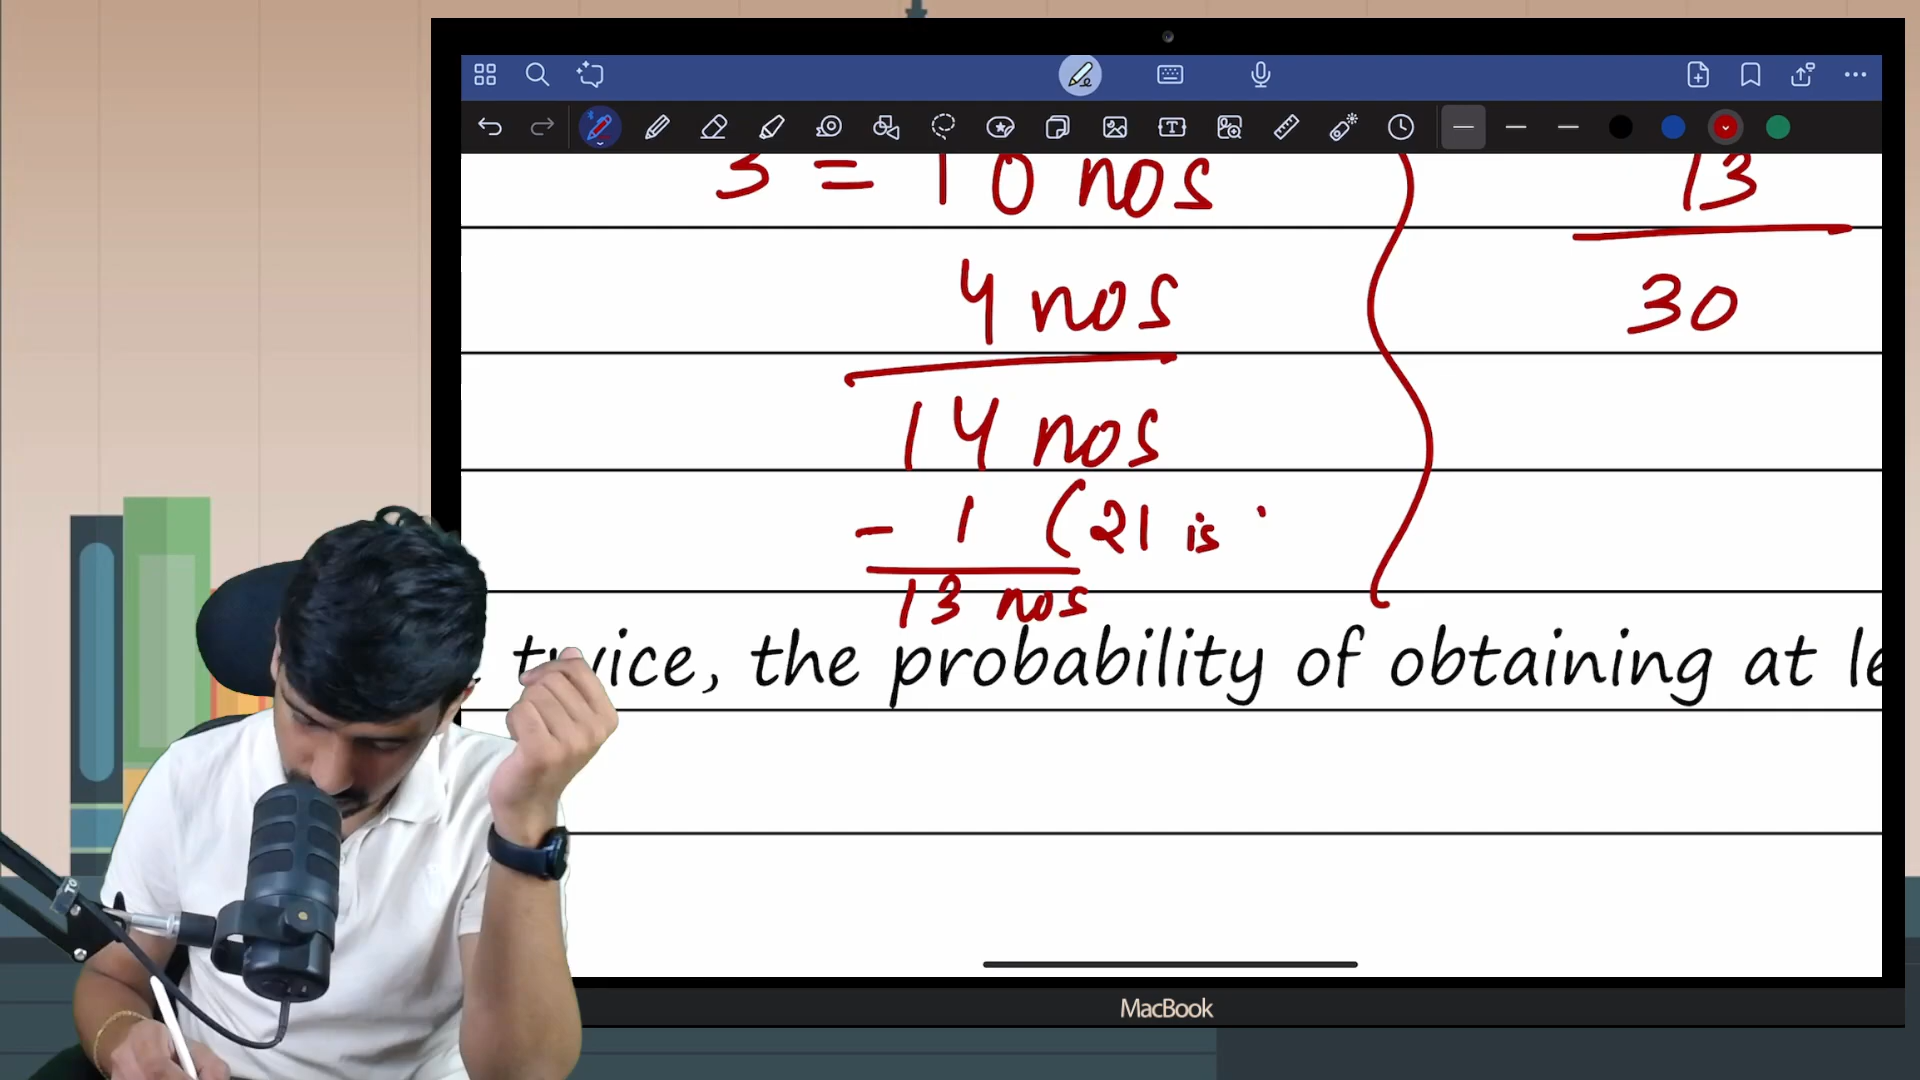 3 = 10 nos
4 nos
14 nos
- 1 (21 is
13 nos
13
30
twice, the probability of obtaining at le
MacBook